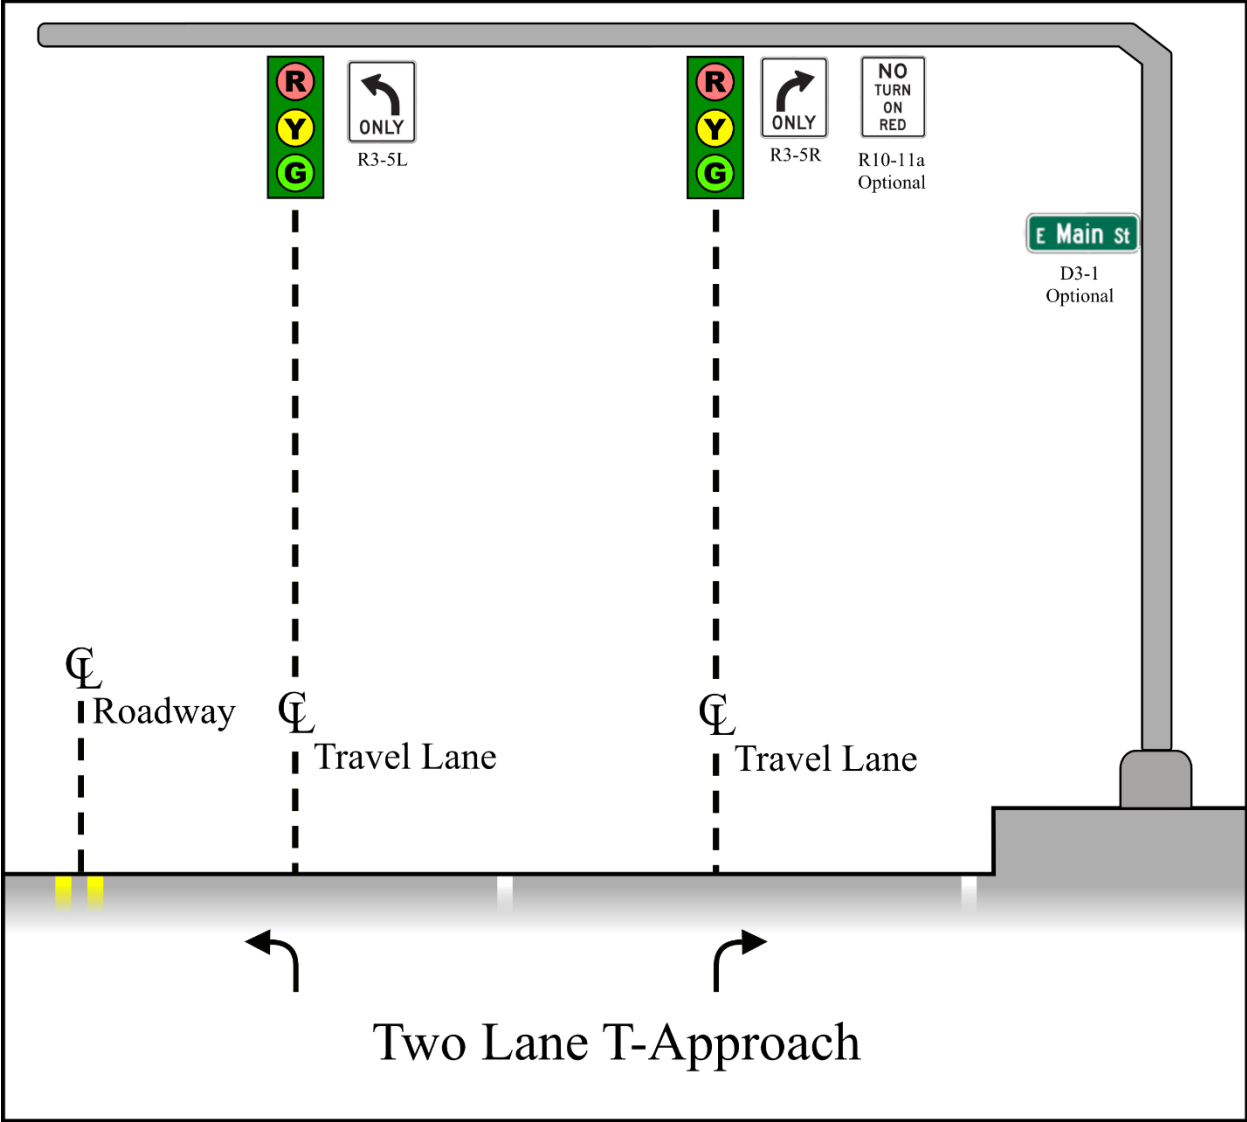 R
Y
G
ONLY
R3-5L
R
Y
G
ONLY
R3-5R
NO
TURN
ON
RED
R10-11a
Optional
E Main St
D3-1
Optional
℄
Roadway
℄
Travel Lane
℄
Travel Lane
Two Lane T-Approach